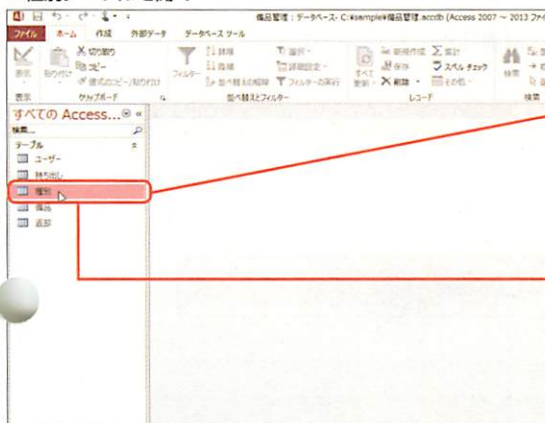 備品管理 : データベース- C:¥sample¥備品管理.accdb (Access 2007 ～ 2013 ファ
ファイル ホーム 作成 外部データ データベース ツール
表示
貼り付け
切り取り
コピー
書式のコピー/貼り付け
フィルター
昇順
降順
並べ替えの解除
選択
詳細設定
フィルターの実行
すべて
更新
新規作成
保存
削除
集計
スペル チェック
その他
検索
表示 クリップボード 並べ替えとフィルター レコード 検索
すべての Access...
検索...
テーブル
ユーザー
持ち出し
種別
備品
返却